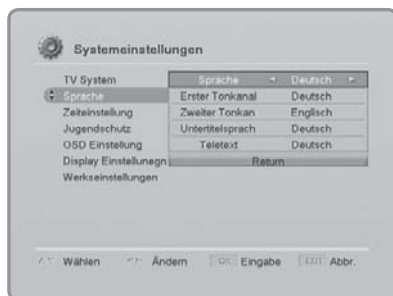 Systemeinstellungen
TV System
Sprache
Zeiteinstellung
Jugendschutz
OSD Einstellung
Display Einstellunegn
Werkseinstellungen
Sprache Deutsch
Erster Tonkanal Deutsch
Zweiter Tonkan Englisch
Untertitelsprach Deutsch
Teletext Deutsch
Return
Wählen Ändern OK Eingabe EXIT Abbr.